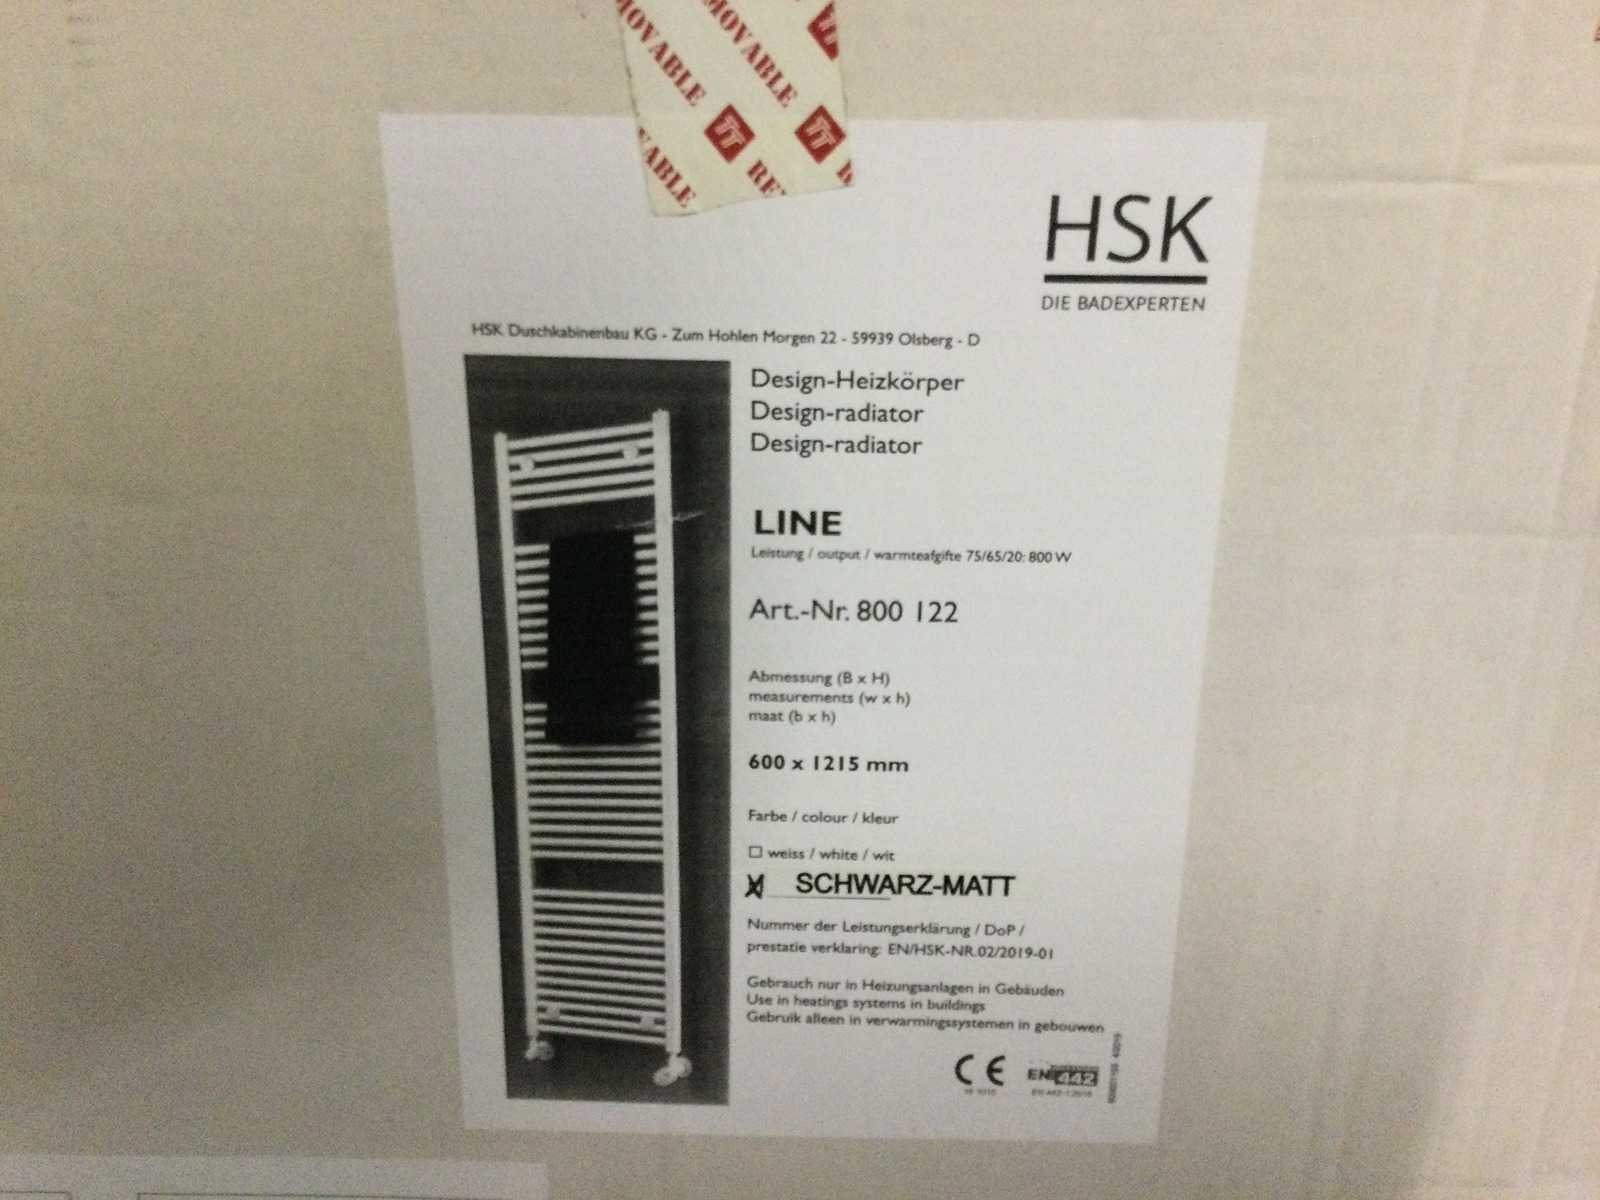 MOVABLE
MOVABLE
TT
TT
HSK
DIE BADEXPERTEN
HSK Duschkabinenbau KG - Zum Hohlen Morgen 22 - 59939 Olsberg - D
Design-Heizkörper
Design-radiator
Design-radiator
LINE
Leistung / output / warmteafgifte 75/65/20: 800 W
Art.-Nr. 800 122
Abmessung (B x H)
measurements (w x h)
maat (b x h)
600 x 1215 mm
Farbe / colour / kleur
☐ weiss / white / wit
X SCHWARZ-MATT
Nummer der Leistungserklärung / DoP /
prestatie verklaring: EN/HSK-NR.02/2019-01
Gebrauch nur in Heizungsanlagen in Gebäuden
Use in heatings systems in buildings
Gebruik alleen in verwarmingssystemen in gebouwen
CE
EN 442